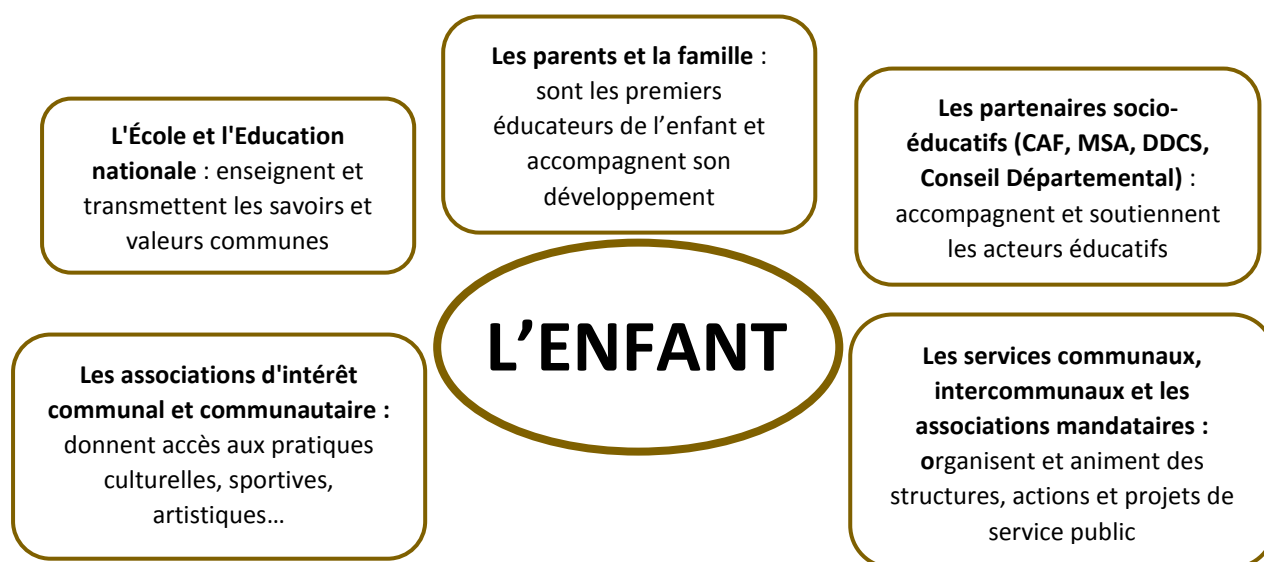 Les parents et la famille :
sont les premiers
éducateurs de l’enfant et
accompagnent son
développement
L'École et l'Education
nationale : enseignent et
transmettent les savoirs et
valeurs communes
Les partenaires socio-
éducatifs (CAF, MSA, DDCS,
Conseil Départemental) :
accompagnent et soutiennent
les acteurs éducatifs
L’ENFANT
Les associations d'intérêt
communal et communautaire :
donnent accès aux pratiques
culturelles, sportives,
artistiques…
Les services communaux,
intercommunaux et les
associations mandataires :
organisent et animent des
structures, actions et projets de
service public